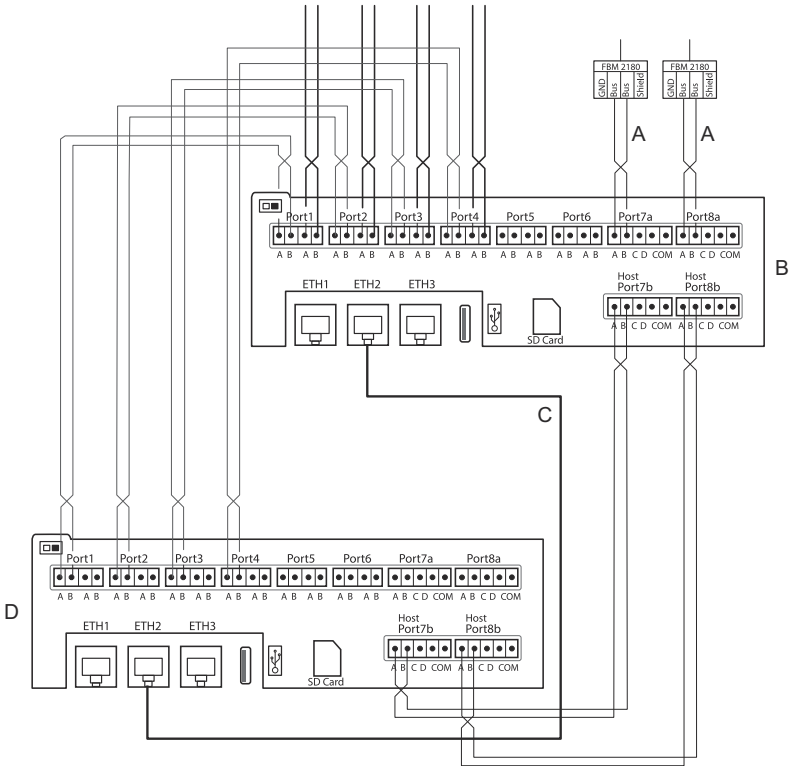 FBM 2180 FBM 2180
GND Bus Bus Shield GND Bus Bus Shield
A A
Port1 Port2 Port3 Port4 Port5 Port6 Port7a Port8a
A B A B A B A B A B A B A B A B A B A B A B A B A B C D COM A B C D COM
B
ETH1 ETH2 ETH3
Host Host
Port7b Port8b
A B C D COM A B C D COM
SD Card
C
Port1 Port2 Port3 Port4 Port5 Port6 Port7a Port8a
A B A B A B A B A B A B A B A B A B A B A B A B A B C D COM A B C D COM
D
ETH1 ETH2 ETH3
Host Host
Port7b Port8b
A B C D COM A B C D COM
SD Card